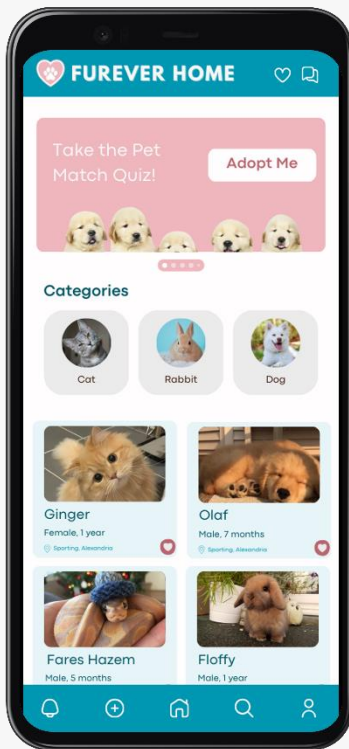 FUREVER HOME
Take the Pet
Match Quiz!
Adopt Me
Categories
Cat
Rabbit
Dog
Ginger
Female, 1 year
Sporting, Alexandria
Olaf
Male, 7 months
Sporting, Alexandria
Fares Hazem
Male, 5 months
Floffy
Male, 1 year